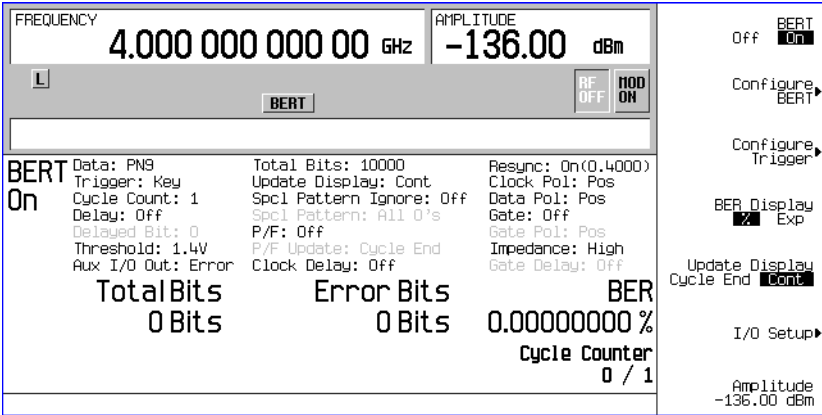 FREQUENCY
4.000 000 000 00 GHz
AMPLITUDE
-136.00 dBm
L
BERT
RF OFF
MOD ON
BERT On
Data: PN9
Trigger: Key
Cycle Count: 1
Delay: Off
Delayed Bit: 0
Threshold: 1.4V
Aux I/O Out: Error
Total Bits: 10000
Update Display: Cont
Spcl Pattern Ignore: Off
Spcl Pattern: All 0's
P/F: Off
P/F Update: Cycle End
Clock Delay: Off
Resync: On(0.4000)
Clock Pol: Pos
Data Pol: Pos
Gate: Off
Gate Pol: Pos
Impedance: High
Gate Delay: Off
Total Bits Error Bits BER
0 Bits 0 Bits 0.00000000 %
Cycle Counter
0 / 1
BERT
Off On
Configure
BERT
Configure
Trigger
BER Display
% Exp
Update Display
Cycle End Cont
I/O Setup
Amplitude
-136.00 dBm